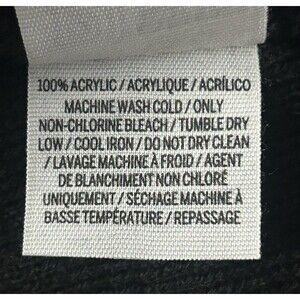 100% ACRYLIC / ACRYLIQUE / ACRÍLICO
MACHINE WASH COLD / ONLY
NON-CHLORINE BLEACH / TUMBLE DRY
LOW / COOL IRON / DO NOT DRY CLEAN
/ LAVAGE MACHINE À FROID / AGENT
DE BLANCHIMENT NON CHLORÉ
UNIQUEMENT / SÉCHAGE MACHINE À
BASSE TEMPÉRATURE / REPASSAGE